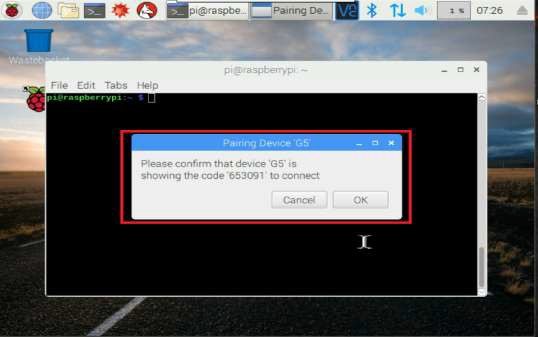 pi@raspbe...
Pairing De...
1 %
07:26
Wastebasket
pi@raspberrypi: ~
File Edit Tabs Help
pi@raspberrypi:~ $
Pairing Device 'G5'
Please confirm that device 'G5' is
showing the code '653091' to connect
Cancel OK